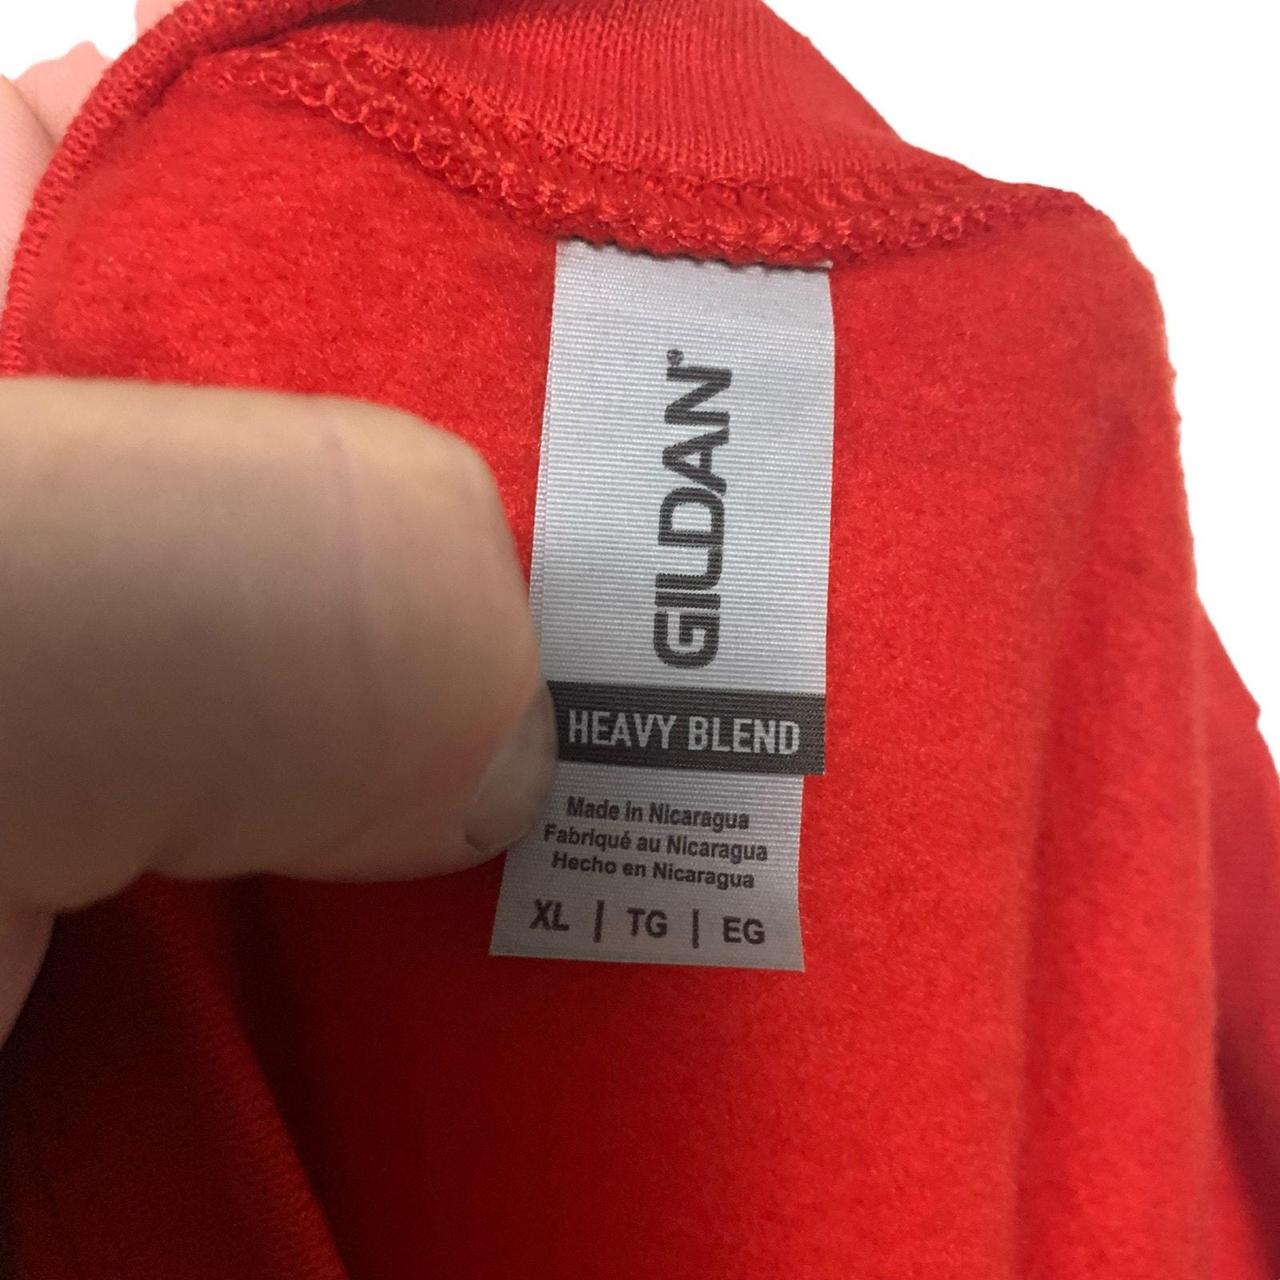 GILDAN®
HEAVY BLEND
Made in Nicaragua
Fabriqué au Nicaragua
Hecho en Nicaragua
XL | TG | EG